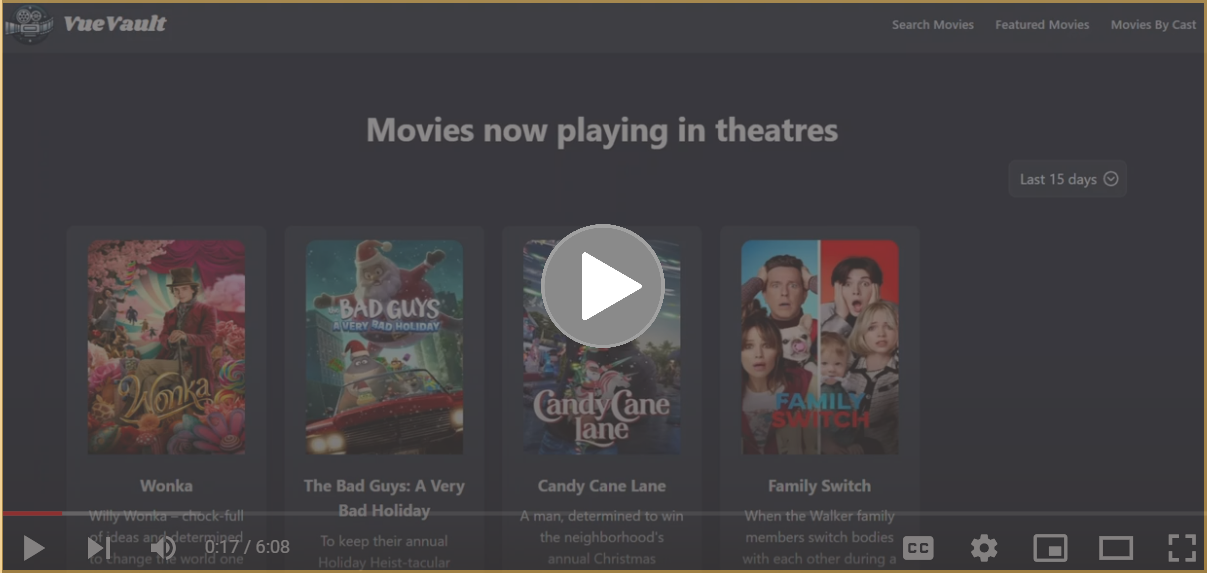 VueVault
Search Movies
Featured Movies
Movies By Cast
Movies now playing in theatres
Last 15 days
Wonka
BAD GUYS
A VERY BAD HOLIDAY
Candy Cane
Lane
FAMILY
SWITCH
Wonka
Willy Wonka – chock-full
of ideas and determined
to change the world one
The Bad Guys: A Very
Bad Holiday
To keep their annual
Holiday Heist-tacular
Candy Cane Lane
A man, determined to win
the neighborhood's
annual Christmas
Family Switch
When the Walker family
members switch bodies
with each other during a
0:17 / 6:08
CC